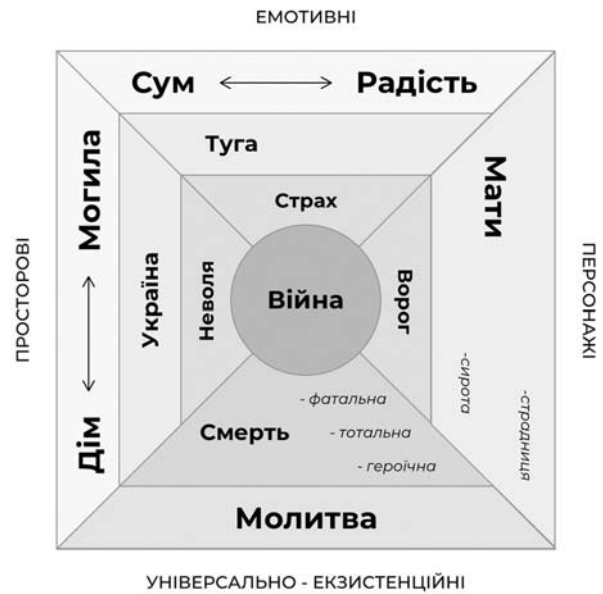 ЕМОТИВНІ
Сум
Радість
Туга
Страх
ПРОСТОРОВІ
Могила
Дім
Україна
Неволя
Війна
Ворог
Мати
-сирота
-страдниця
ПЕРСОНАЖІ
- фатальна
Смерть
- тотальна
- героїчна
Молитва
УНІВЕРСАЛЬНО - ЕКЗИСТЕНЦІЙНІ